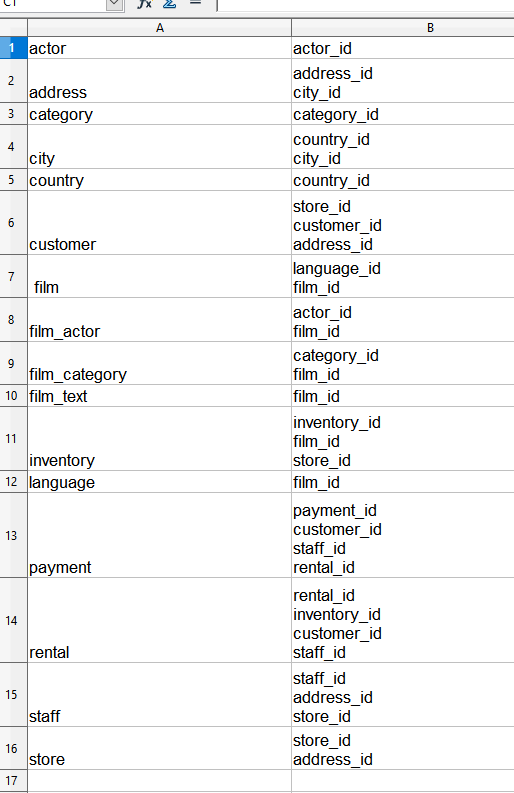 A
B
1
actor
actor_id
2
address
address_id
city_id
3
category
category_id
4
city
country_id
city_id
5
country
country_id
6
customer
store_id
customer_id
address_id
7
film
language_id
film_id
8
film_actor
actor_id
film_id
9
film_category
category_id
film_id
10
film_text
film_id
11
inventory
inventory_id
film_id
store_id
12
language
film_id
13
payment
payment_id
customer_id
staff_id
rental_id
14
rental
rental_id
inventory_id
customer_id
staff_id
15
staff
staff_id
address_id
store_id
16
store
store_id
address_id
17